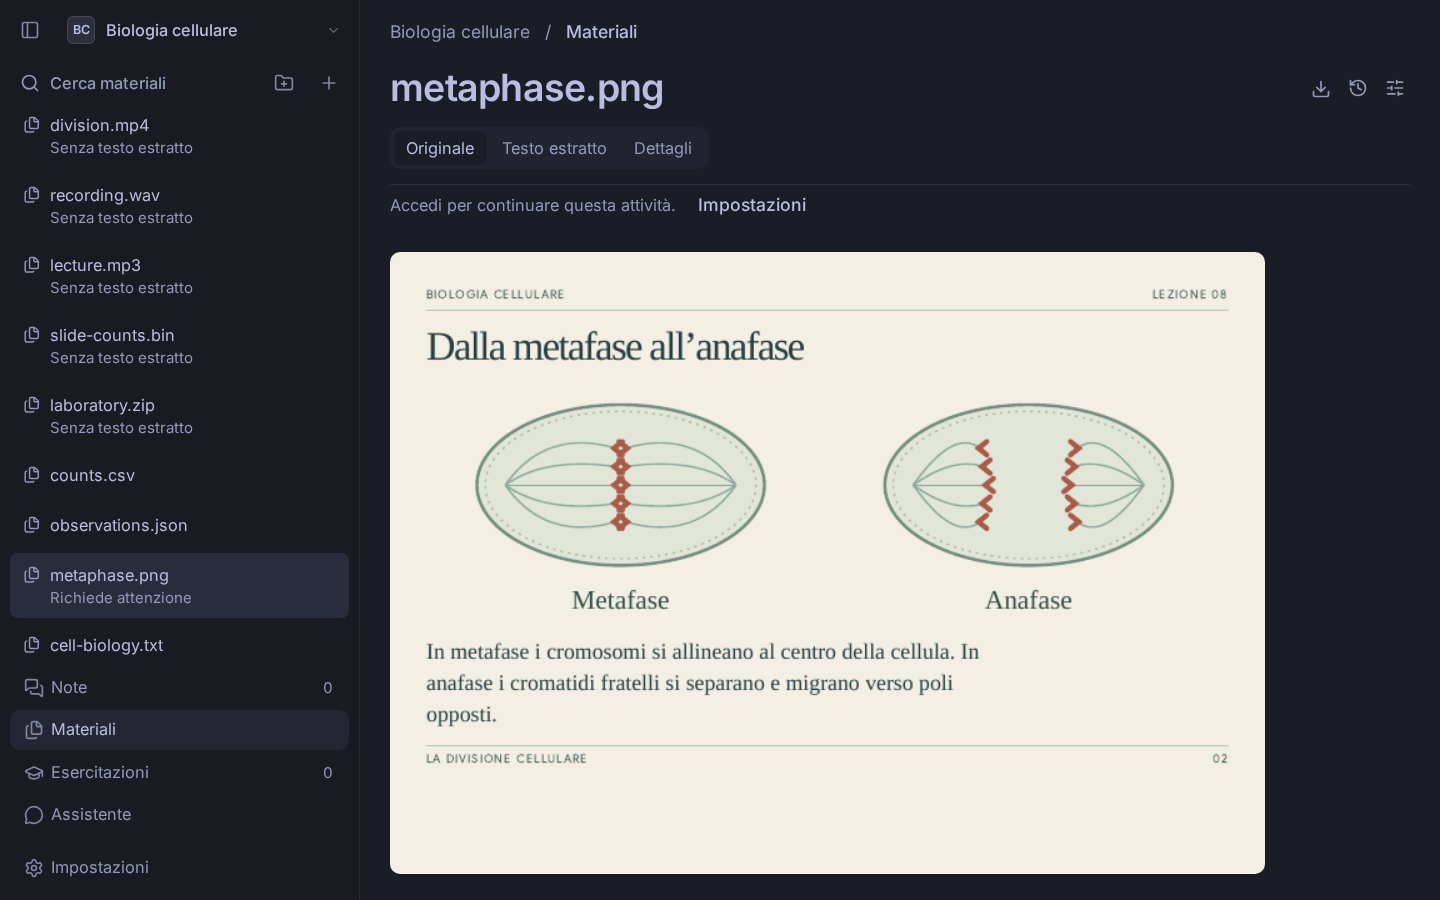 BC Biologia cellulare
Cerca materiali
division.mp4
Senza testo estratto
recording.wav
Senza testo estratto
lecture.mp3
Senza testo estratto
slide-counts.bin
Senza testo estratto
laboratory.zip
Senza testo estratto
counts.csv
observations.json
metaphase.png
Richiede attenzione
cell-biology.txt
Note 0
Materiali
Esercitazioni 0
Assistente
Impostazioni
Biologia cellulare / Materiali
metaphase.png
Originale Testo estratto Dettagli
Accedi per continuare questa attività. Impostazioni
BIOLOGIA CELLULARE LEZIONE 08
Dalla metafase all’anafase
Metafase Anafase
In metafase i cromosomi si allineano al centro della cellula. In
anafase i cromatidi fratelli si separano e migrano verso poli
opposti.
LA DIVISIONE CELLULARE 02